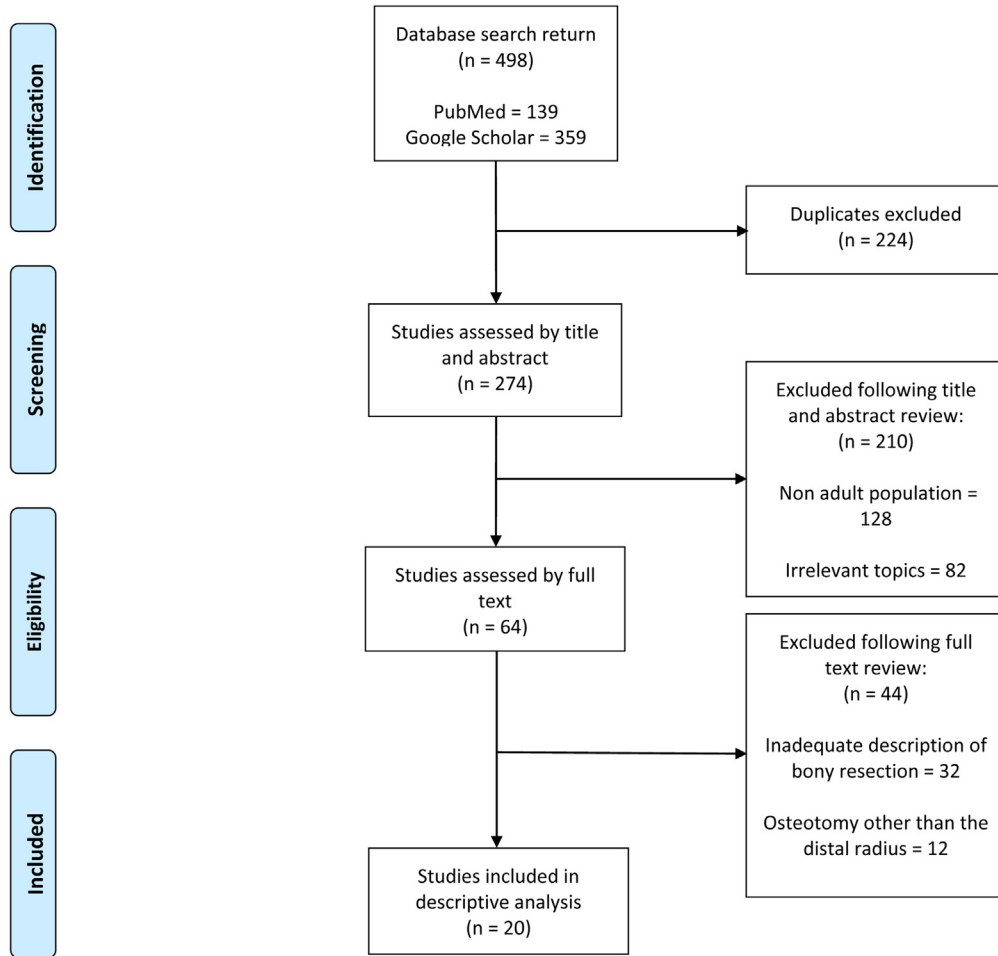 Identification
Database search return
(n = 498)
PubMed = 139
Google Scholar = 359
Duplicates excluded
(n = 224)
Screening
Studies assessed by title
and abstract
(n = 274)
Excluded following title
and abstract review:
(n = 210)
Non adult population =
128
Irrelevant topics = 82
Eligibility
Studies assessed by full
text
(n = 64)
Excluded following full
text review:
(n = 44)
Inadequate description of
bony resection = 32
Osteotomy other than the
distal radius = 12
Included
Studies included in
descriptive analysis
(n = 20)